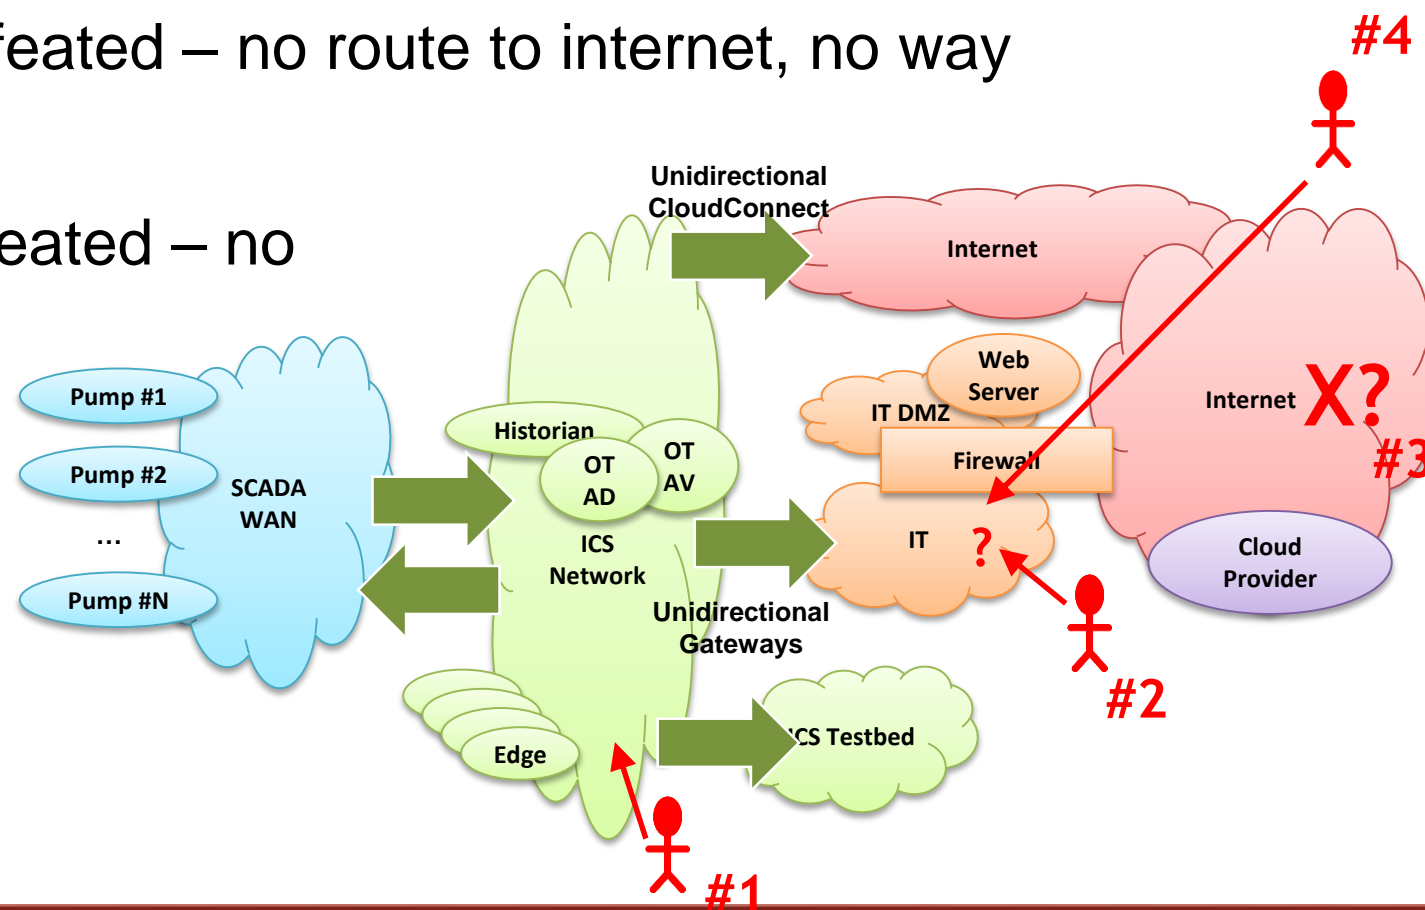 feated – no route to internet, no way
#4
Unidirectional
CloudConnect
eated – no
Internet
Web
Server
Pump #1
IT DMZ
Internet
X?
Historian
OT
AD
OT
AV
Firewall
#3
Pump #2
SCADA
WAN
...
ICS
Network
IT
?
Cloud
Provider
Pump #N
Unidirectional
Gateways
#2
Edge
ICS Testbed
#1